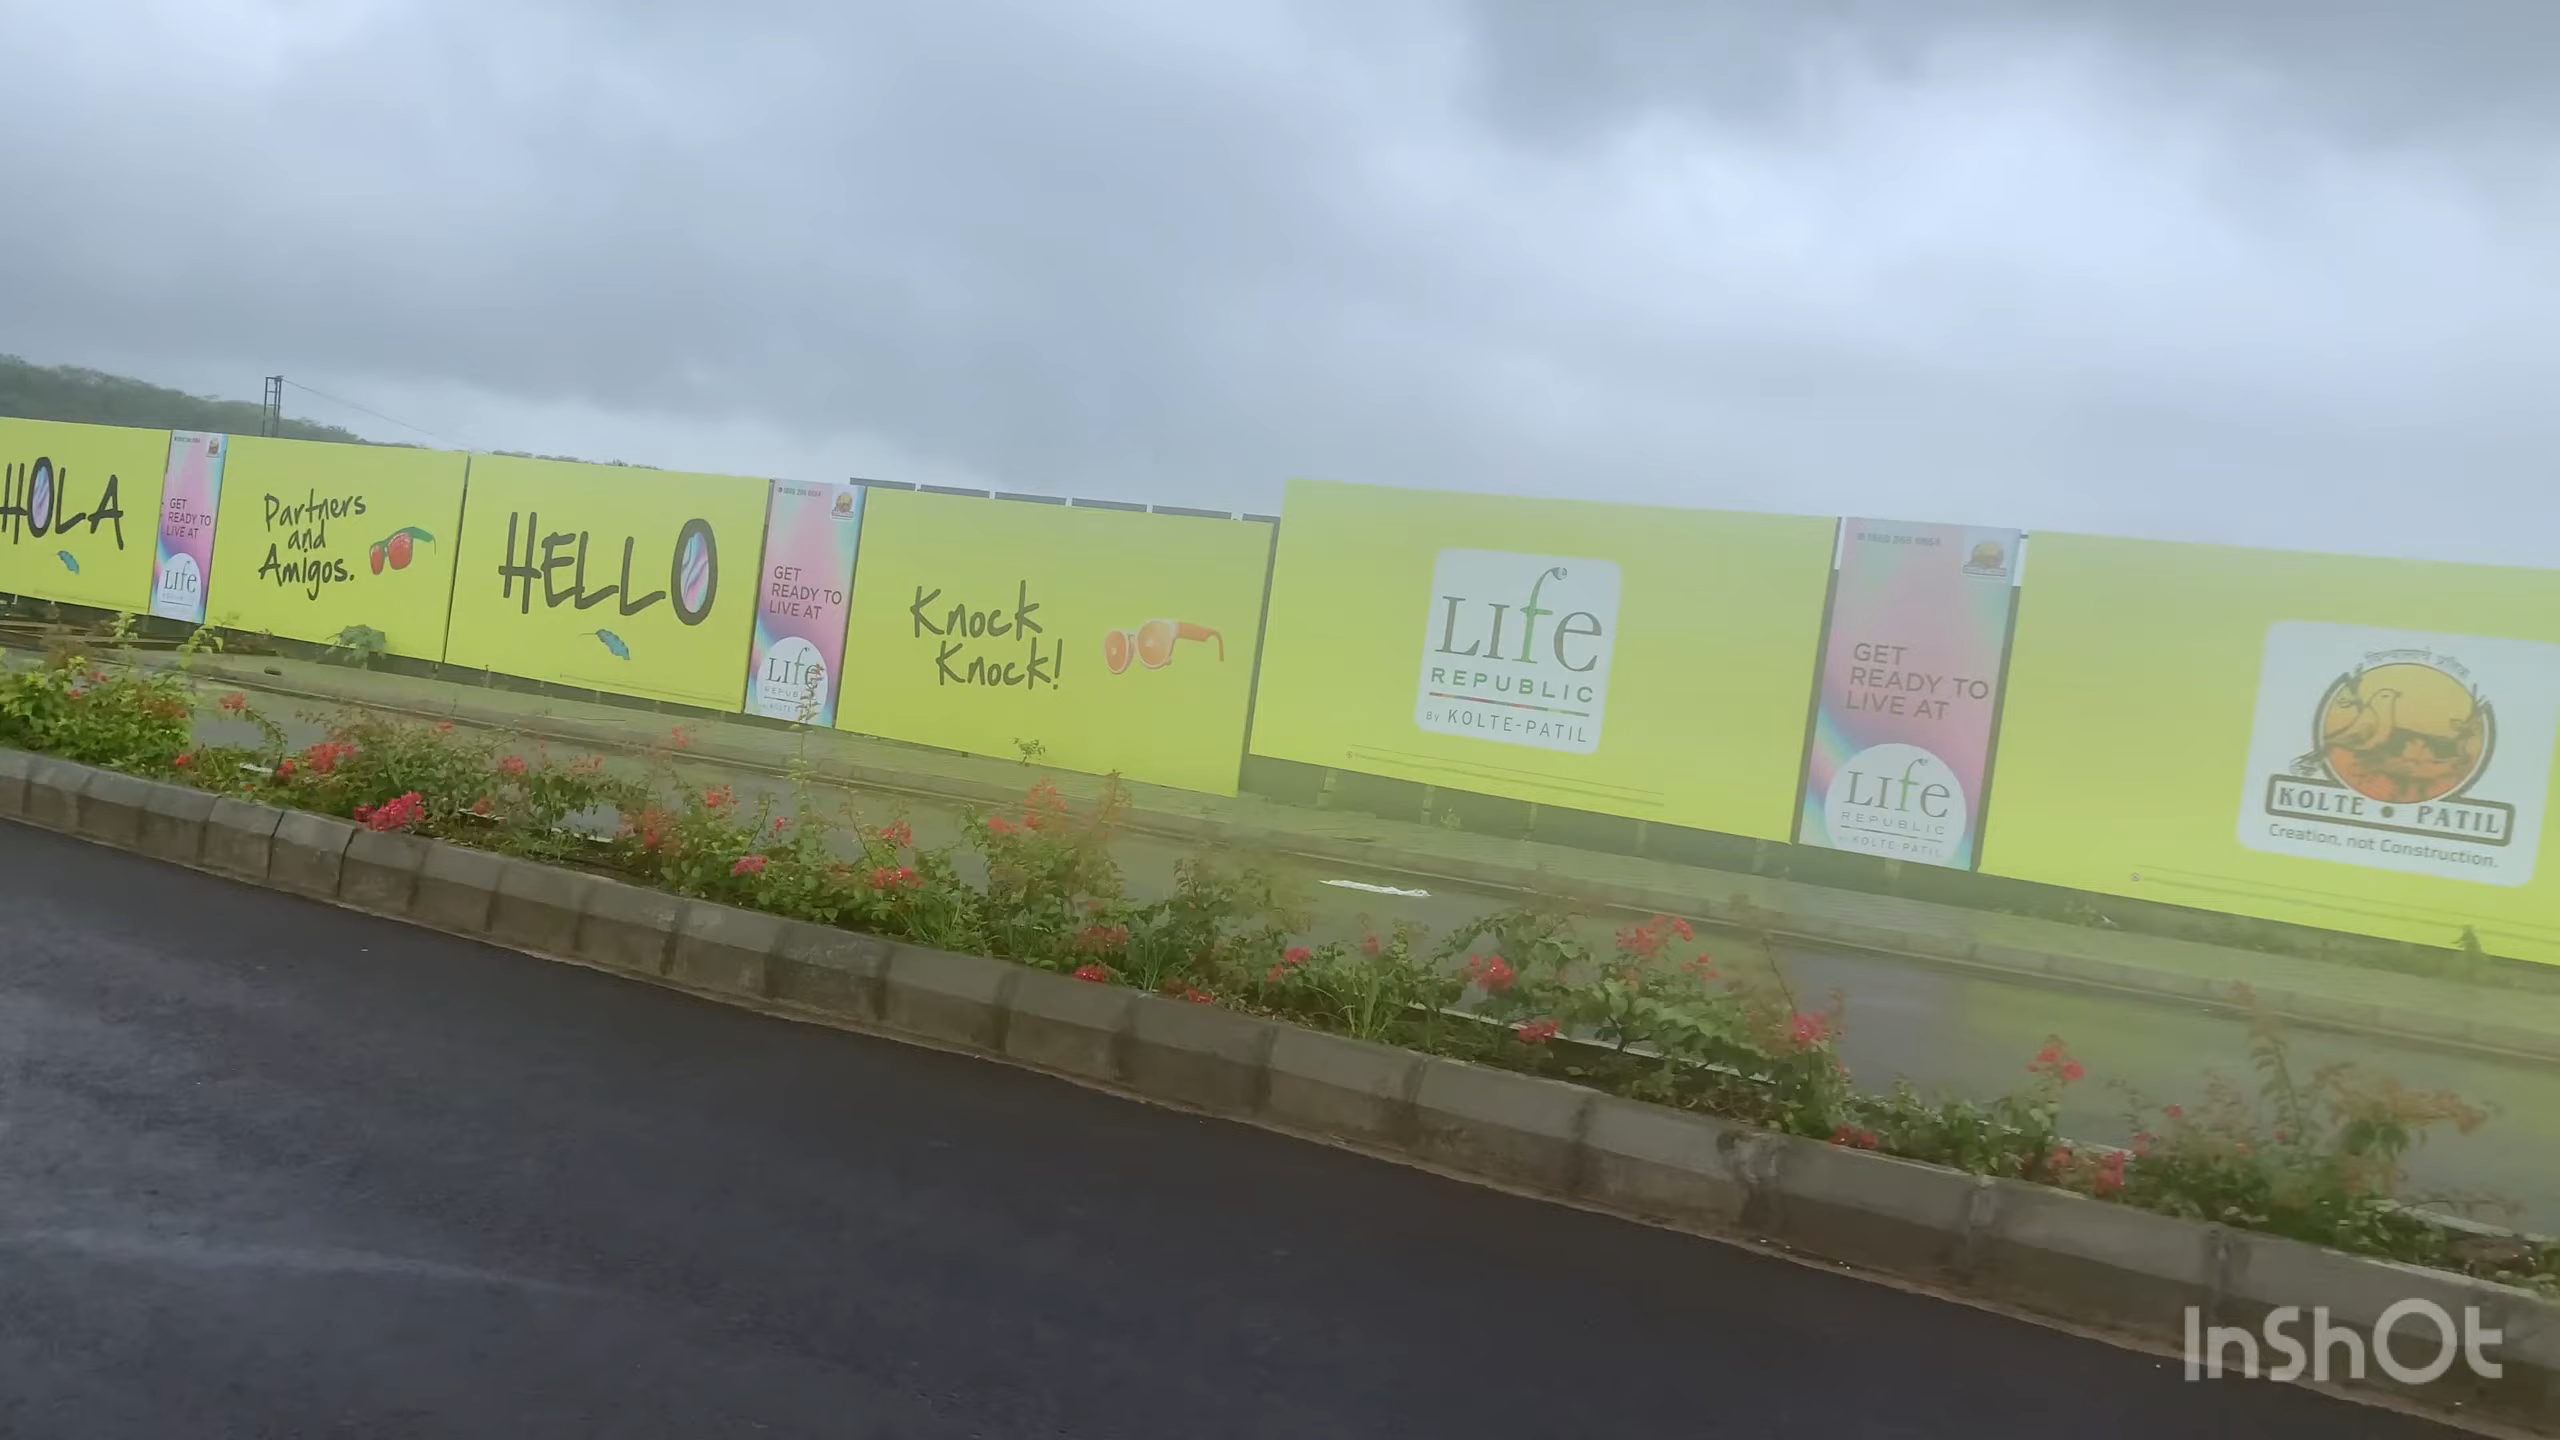 HOLA
GET
READY TO
LIVE AT
LIfe
Partners
and
Amigos.
HELLO
GET
READY TO
LIVE AT
LIfe
REPUBLIC
Knock
Knock!
LIfe
REPUBLIC
By KOLTE-PATIL
GET
READY TO
LIVE AT
LIfe
REPUBLIC
BY KOLTE PATIL
KOLTE • PATIL
Creation, not Construction.
InShOt